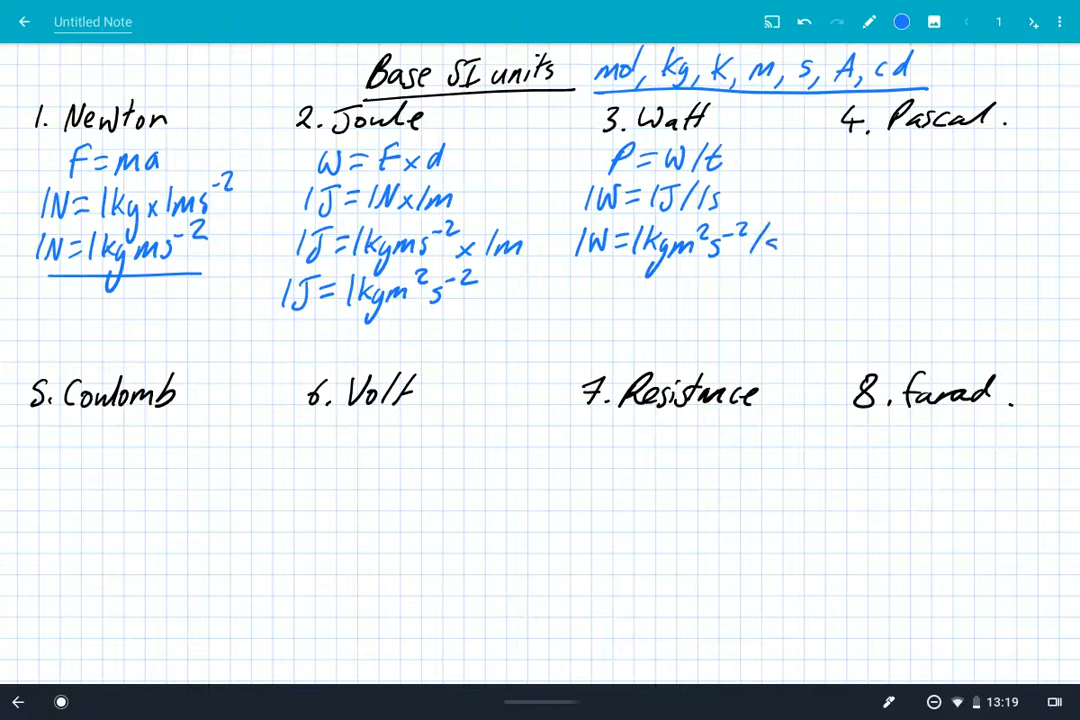 Untitled Note
1
Base SI units mol, kg, K, m, s, A, cd
1. Newton
F = ma
1N = 1kg x 1ms⁻²
1N = 1kgms⁻²
2. Joule
W = F x d
1J = 1N x 1m
1J = 1kgms⁻² x 1m
1J = 1kgm²s⁻²
3. Watt
P = W/t
1W = 1J/1s
1W = 1kgm²s⁻²/s
4. Pascal.
5. Coulomb
6. Volt
7. Resistance
8. farad.
13:19